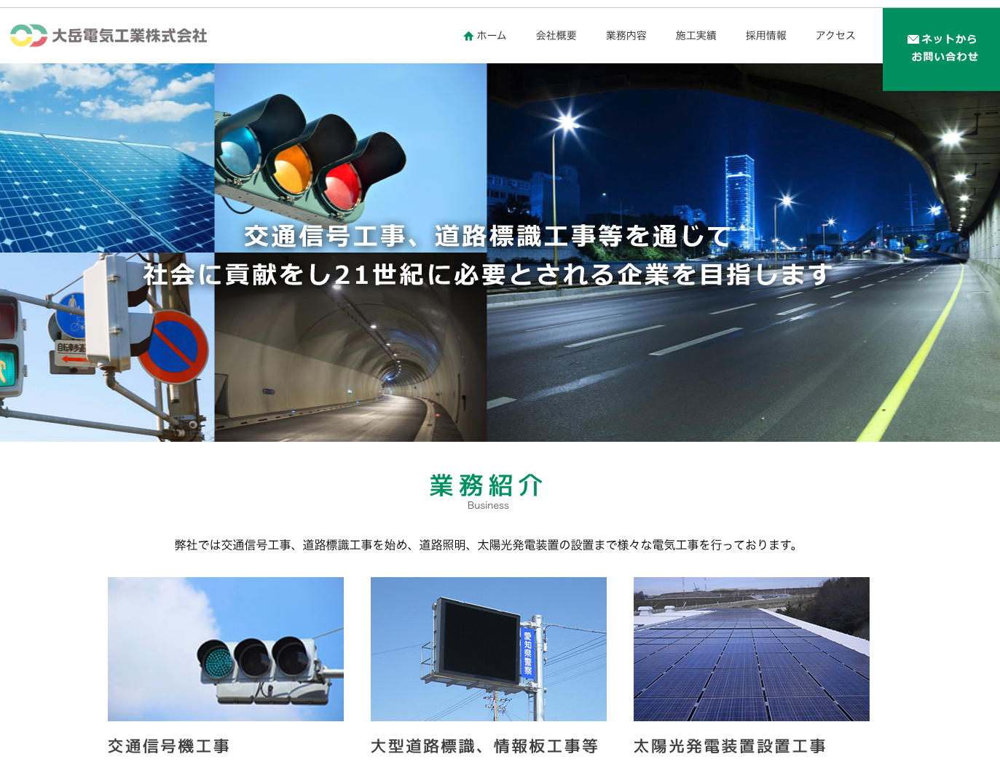 大岳電気工業株式会社
ホーム 会社概要 業務内容 施工実績 採用情報 アクセス
ネットから
お問い合わせ
交通信号工事、道路標識工事等を通じて
社会に貢献をし21世紀に必要とされる企業を目指します
自転車歩道
業務紹介
Business
弊社では交通信号工事、道路標識工事を始め、道路照明、太陽光発電装置の設置まで様々な電気工事を行っております。
愛知県警察
交通信号機工事
大型道路標識、情報板工事等
太陽光発電装置設置工事